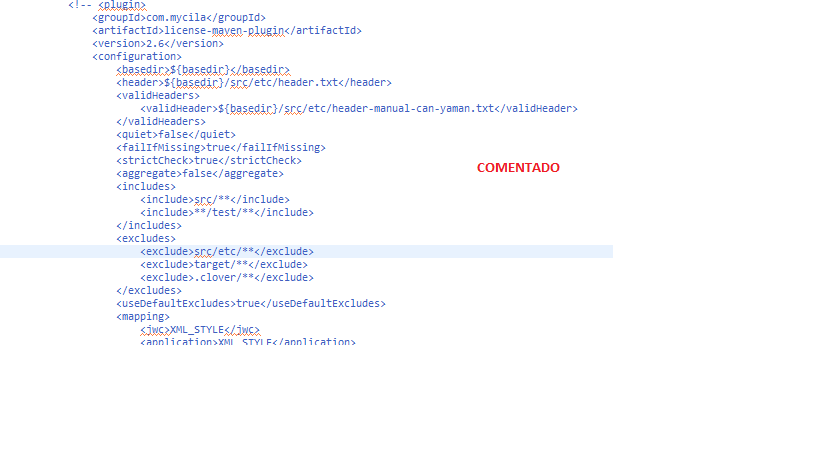 <!-- <plugin>
<groupId>com.mycila</groupId>
<artifactId>license-maven-plugin</artifactId>
<version>2.6</version>
<configuration>
<basedir>${basedir}</basedir>
<header>${basedir}/src/etc/header.txt</header>
<validHeaders>
<validHeader>${basedir}/src/etc/header-manual-can-yaman.txt</validHeader>
</validHeaders>
<quiet>false</quiet>
<failIfMissing>true</failIfMissing>
<strictCheck>true</strictCheck>
<aggregate>false</aggregate>
COMENTADO
<includes>
<include>src/**</include>
<include>**/test/**</include>
</includes>
<excludes>
<exclude>src/etc/**</exclude>
<exclude>target/**</exclude>
<exclude>.clover/**</exclude>
</excludes>
<useDefaultExcludes>true</useDefaultExcludes>
<mapping>
<jwc>XML_STYLE</jwc>
<application>XML_STYLE</application>